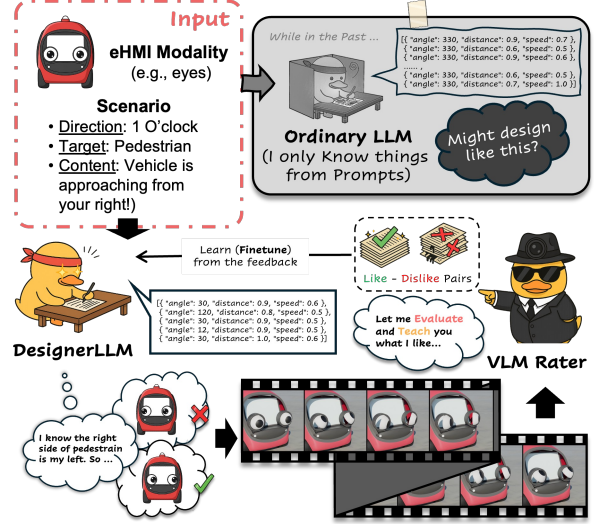 Input
eHMI Modality
(e.g., eyes)
Scenario
• Direction: 1 O’clock
• Target: Pedestrian
• Content: Vehicle is
approaching from
your right!)
While in the Past ...
[{ "angle": 330, "distance": 0.9, "speed": 0.7 },
{ "angle": 330, "distance": 0.6, "speed": 0.5 },
{ "angle": 330, "distance": 0.9, "speed": 0.6 },
...... ,
{ "angle": 330, "distance": 0.6, "speed": 0.5 },
{ "angle": 330, "distance": 0.7, "speed": 1.0 }]
Ordinary LLM
(I only Know things
from Prompts)
Might design
like this?
Learn (Finetune)
from the feedback
Like - Dislike Pairs
DesignerLLM
[{ "angle": 30, "distance": 0.9, "speed": 0.6 },
{ "angle": 120, "distance": 0.8, "speed": 0.5 },
{ "angle": 30, "distance": 0.9, "speed": 0.5 },
{ "angle": 12, "distance": 0.9, "speed": 0.5 },
{ "angle": 30, "distance": 1.0, "speed": 0.6 }]
Let me Evaluate
and Teach you
what I like...
VLM Rater
I know the right
side of pedestrain
is my left. So ...